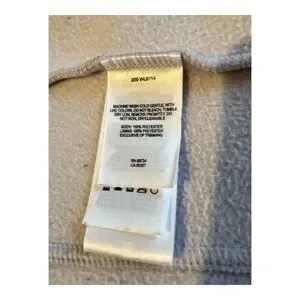 MACHINE WASH COLD GENTLE, WITH
LIKE COLORS, DO NOT BLEACH, TUMBLE
DRY LOW, REMOVE PROMPTLY, DO
NOT IRON, DRYCLEANABLE
BODY: 100% POLYESTER
LINING: 100% POLYESTER
EXCLUSIVE OF TRIMMING